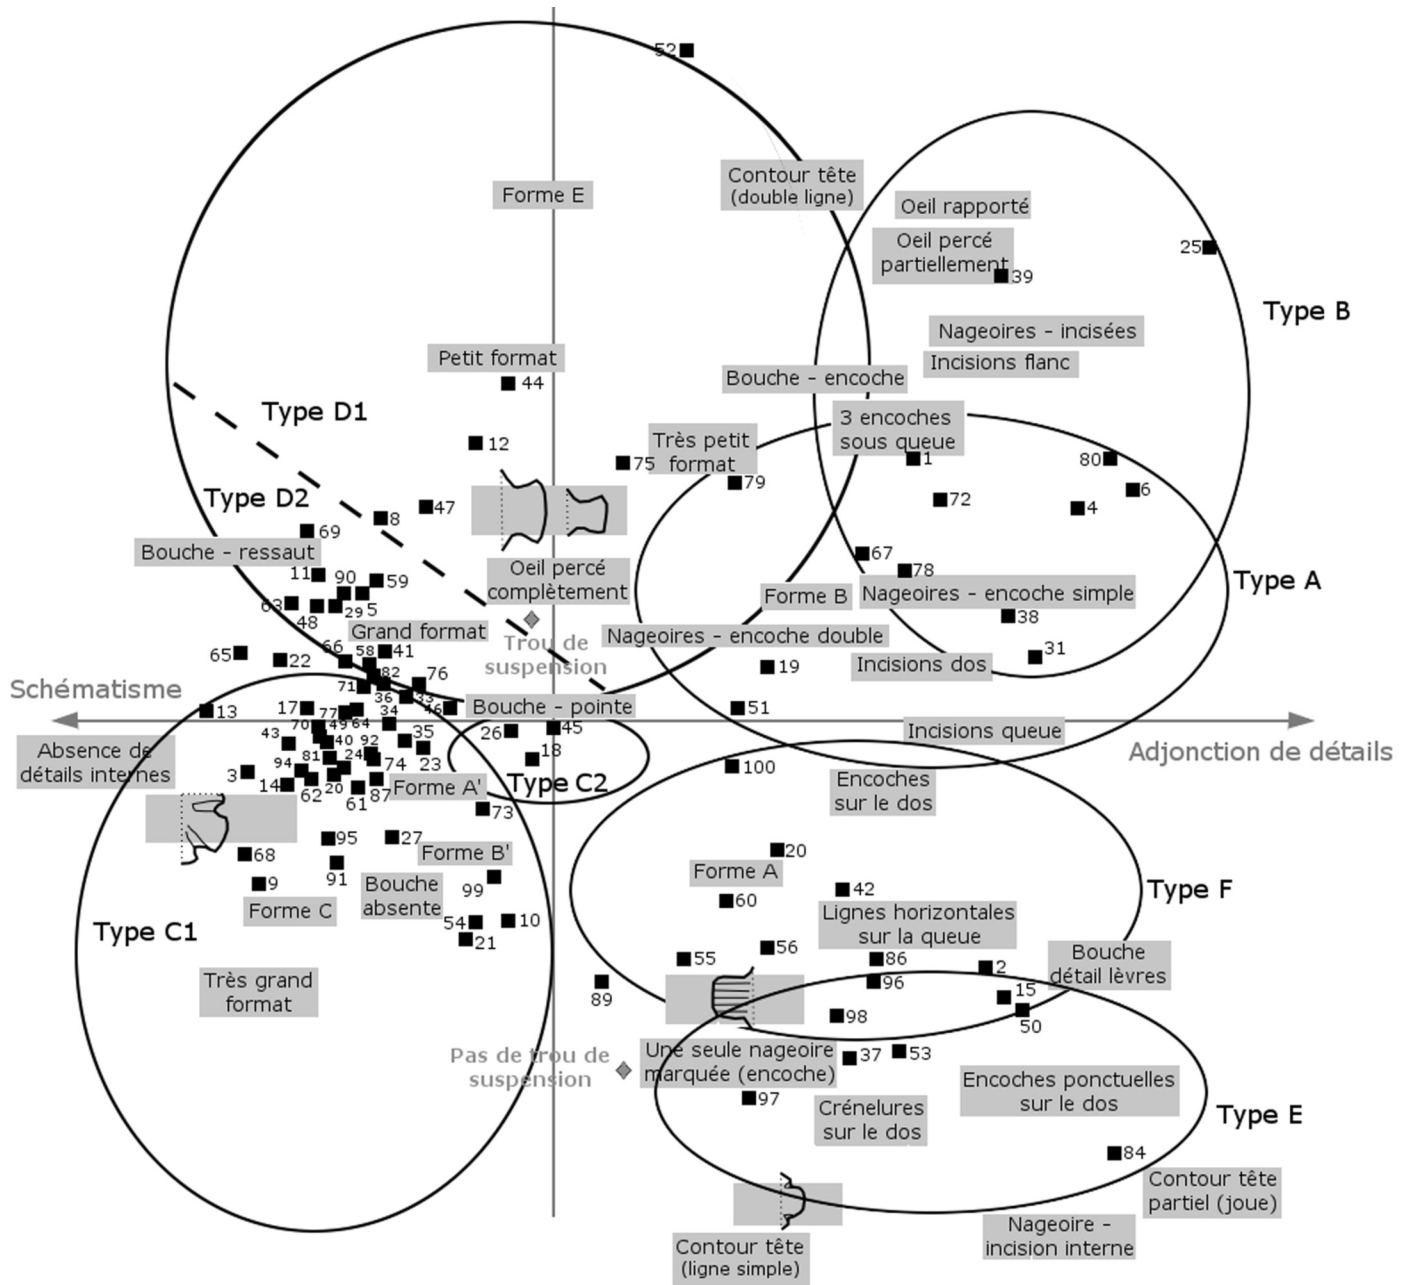 52
Contour tête
(double ligne)
Forme E
Oeil rapporté
Oeil percé
partiellement
25
39
Type B
Nageoires - incisées
Incisions flanc
Petit format
44
Bouche - encoche
Type D1
3 encoches
sous queue
12
Très petit
format
75
1
80
79
6
Type D2
47
72
4
8
69
Bouche - ressaut
67
11
90
59
Oeil percé
complètement
78
Type A
Forme B
Nageoires - encoche simple
63
48
29
5
38
Grand format
Trou de
suspension
Nageoires - encoche double
65
22
66
58
41
19
Incisions dos
31
82
76
71
Schématisme
36
33
13
17
77
46
Bouche - pointe
51
70
49
64
34
26
45
Incisions queue
43
40
92
35
Absence de
détails internes
81
24
23
18
Adjonction de détails
94
74
100
3
14
62
20
61
87
Forme A'
Type C2
Encoches
sur le dos
73
95
27
Forme B'
20
68
91
Forme A
9
Bouche
absente
99
42
Type F
Forme C
60
Lignes horizontales
sur la queue
Type C1
54
10
21
56
Bouche
détail lèvres
55
86
2
Très grand
format
89
96
15
98
50
Pas de trou de
suspension
Une seule nageoire
marquée (encoche)
37
53
Encoches ponctuelles
sur le dos
97
Crénelures
sur le dos
Type E
84
Contour tête
partiel (joue)
Nageoire -
incision interne
Contour tête
(ligne simple)